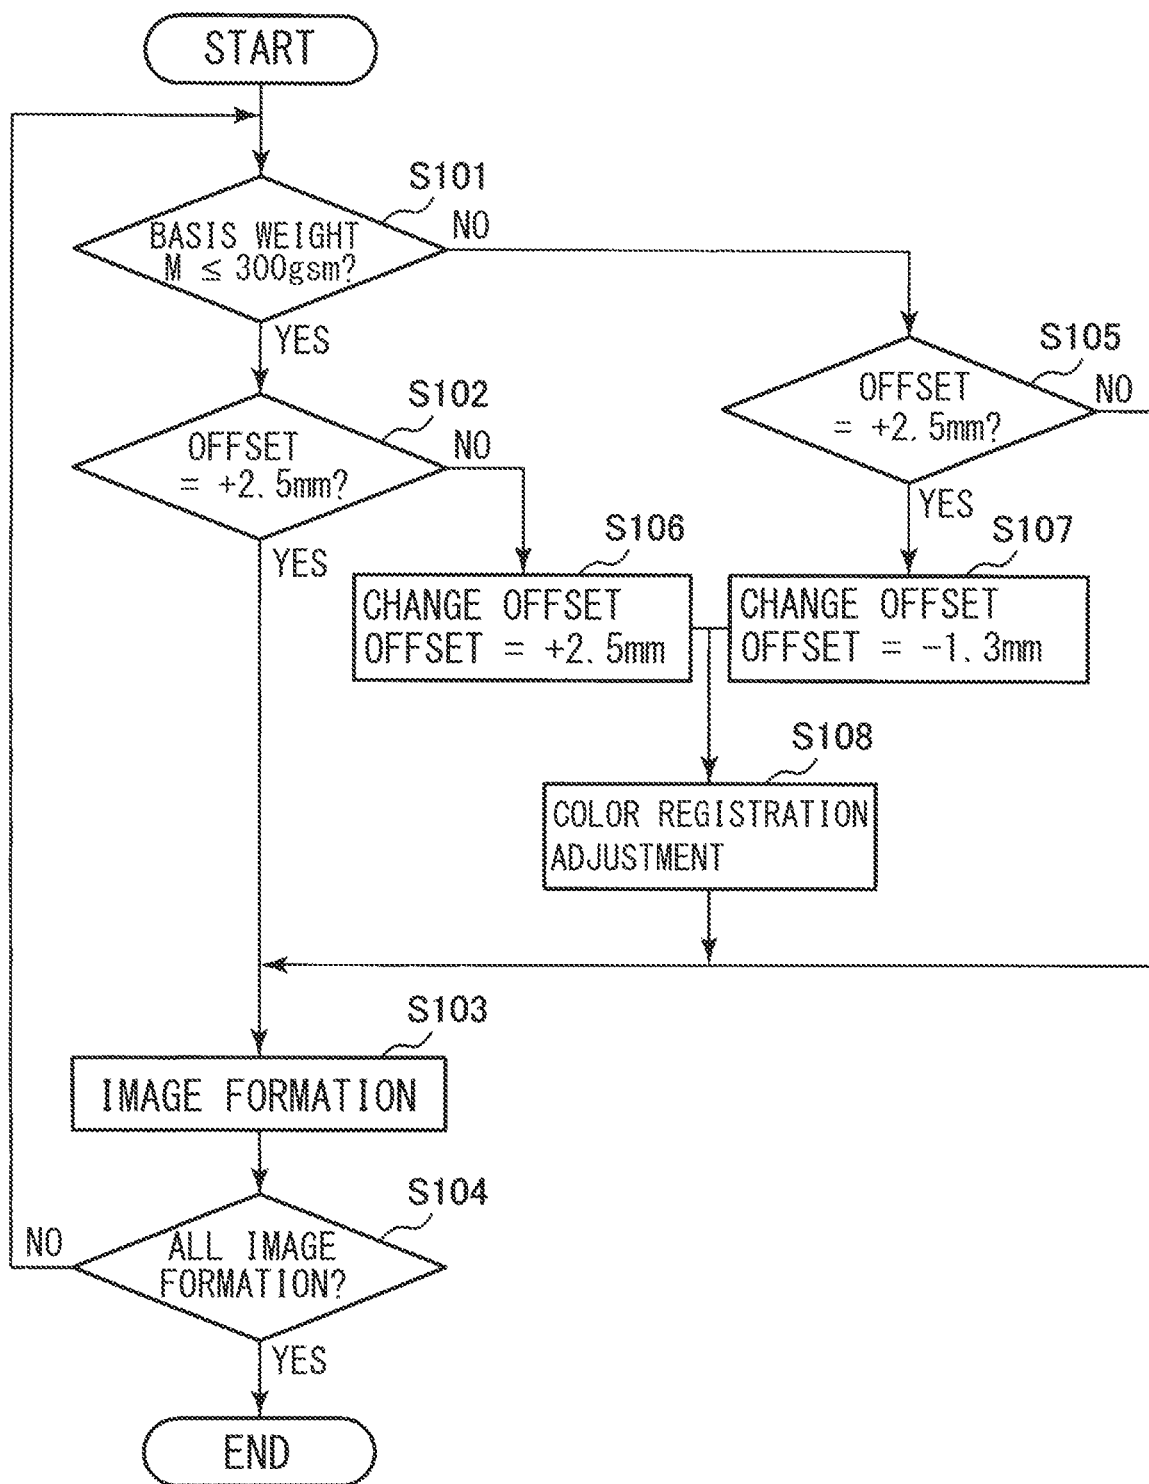 START
S101
BASIS WEIGHT
M ≤ 300gsm?
NO
YES
S105
OFFSET
= +2.5mm?
NO
YES
S102
OFFSET
= +2.5mm?
NO
YES
S106
CHANGE OFFSET
OFFSET = +2.5mm
S107
CHANGE OFFSET
OFFSET = -1.3mm
S108
COLOR REGISTRATION
ADJUSTMENT
S103
IMAGE FORMATION
S104
ALL IMAGE
FORMATION?
NO
YES
END